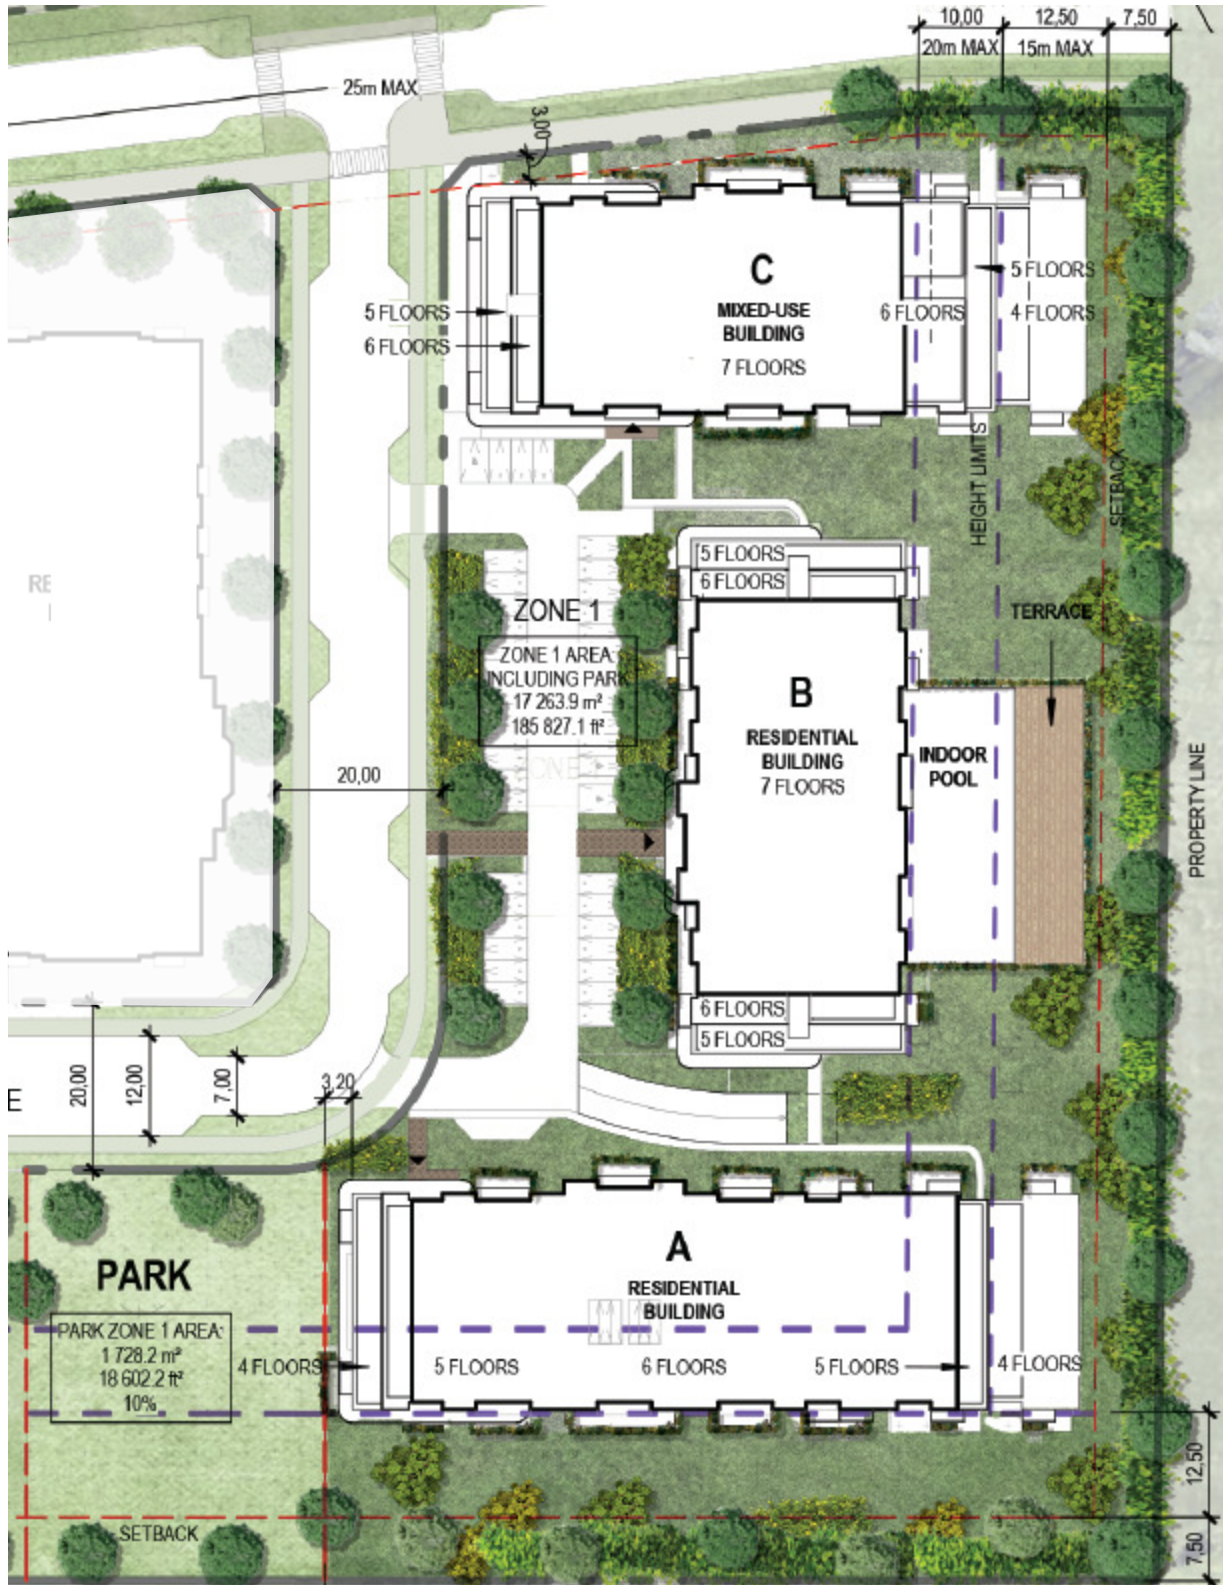 10,00
12,50
7,50
20m MAX
15m MAX
25m MAX
3,00
C
MIXED-USE
BUILDING
7 FLOORS
5 FLOORS
6 FLOORS
5 FLOORS
6 FLOORS
4 FLOORS
HEIGHT LIMITS
SETBACK
5 FLOORS
6 FLOORS
RE
ZONE 1
ZONE 1 AREA
INCLUDING PARK
17 263.9 m²
185 827.1 ft²
TERRACE
B
RESIDENTIAL
BUILDING
7 FLOORS
INDOOR
POOL
PROPERTY LINE
20,00
6 FLOORS
5 FLOORS
E
20,00
12,00
7,00
3,20
PARK
PARK ZONE 1 AREA:
1 728.2 m²
18 602.2 ft²
10%
A
RESIDENTIAL
BUILDING
4 FLOORS
5 FLOORS
6 FLOORS
5 FLOORS
4 FLOORS
SETBACK
12,50
7,50